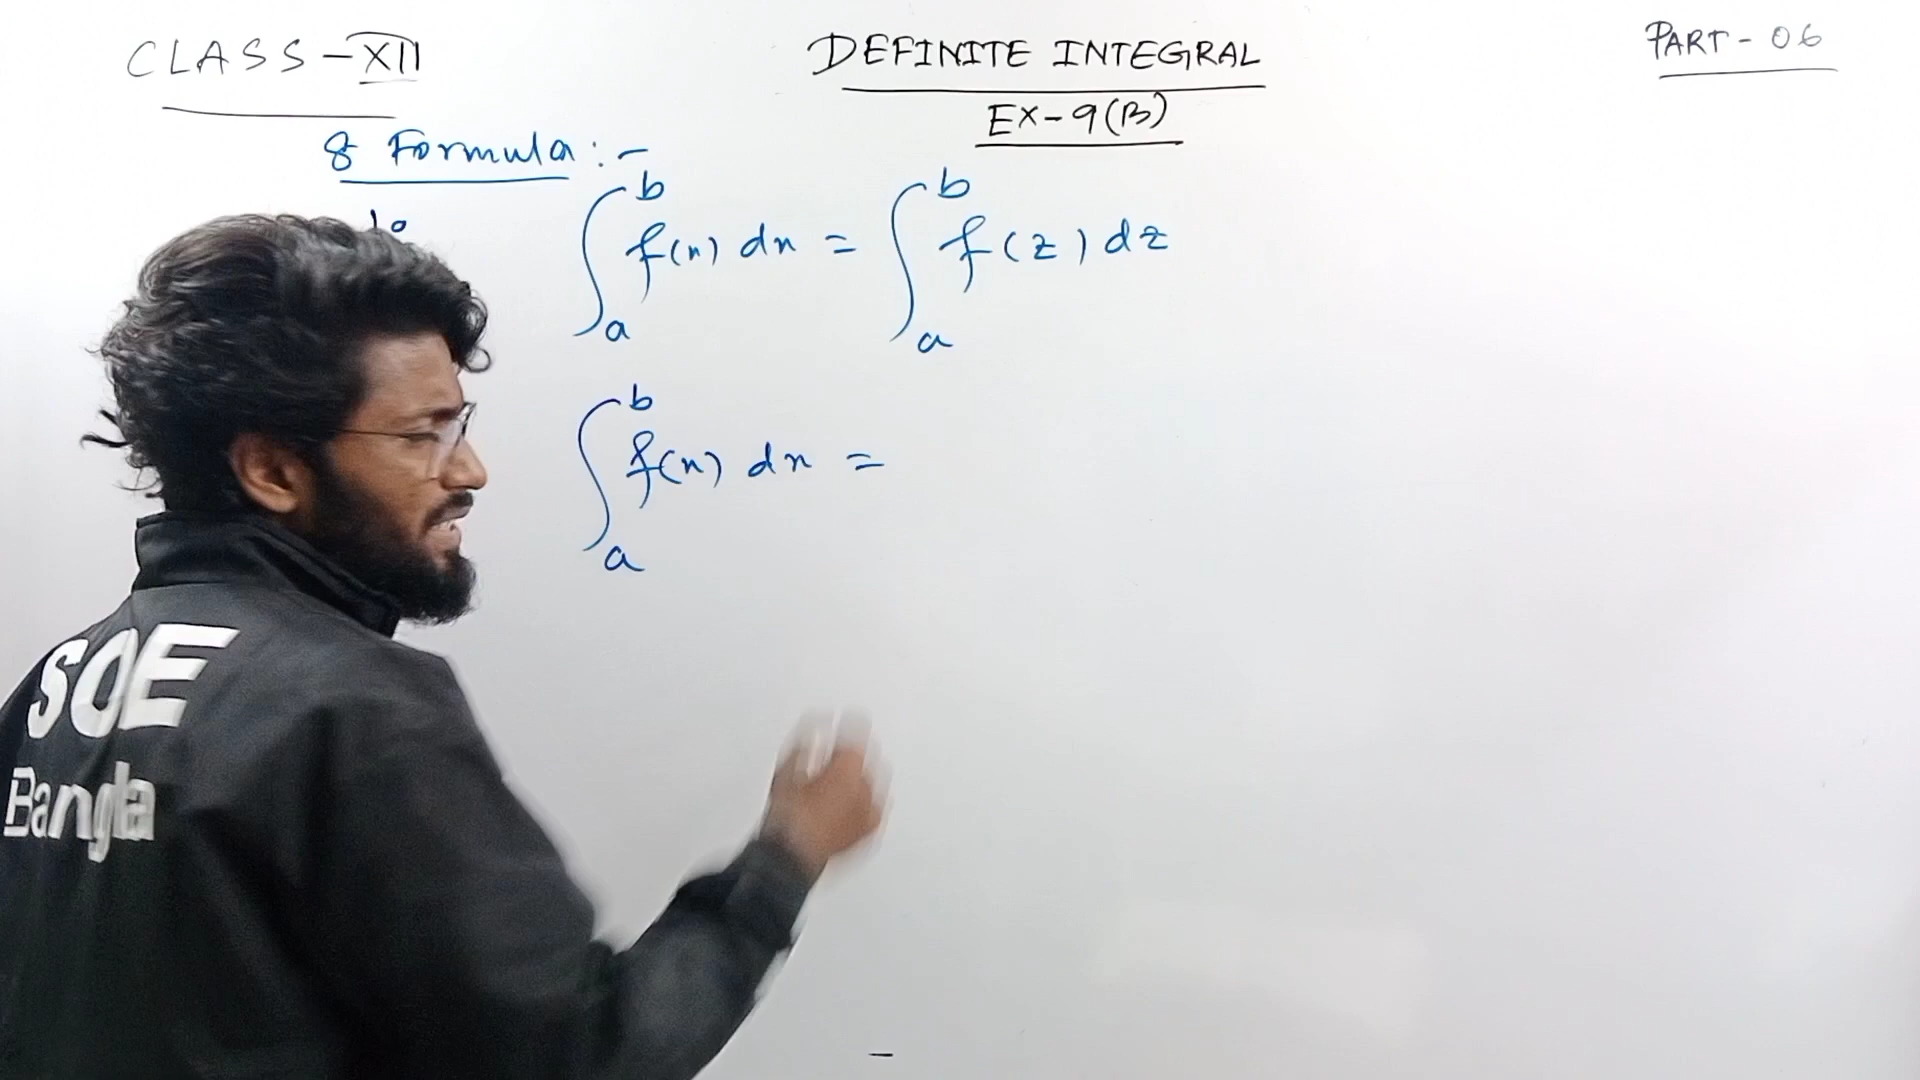 CLASS-XII
DEFINITE INTEGRAL
PART-06
EX-9(B)
8 Formula:-
∫_a^b f(x) dx = ∫_a^b f(z) dz
∫_a^b f(x) dx =
SOE
Bangla